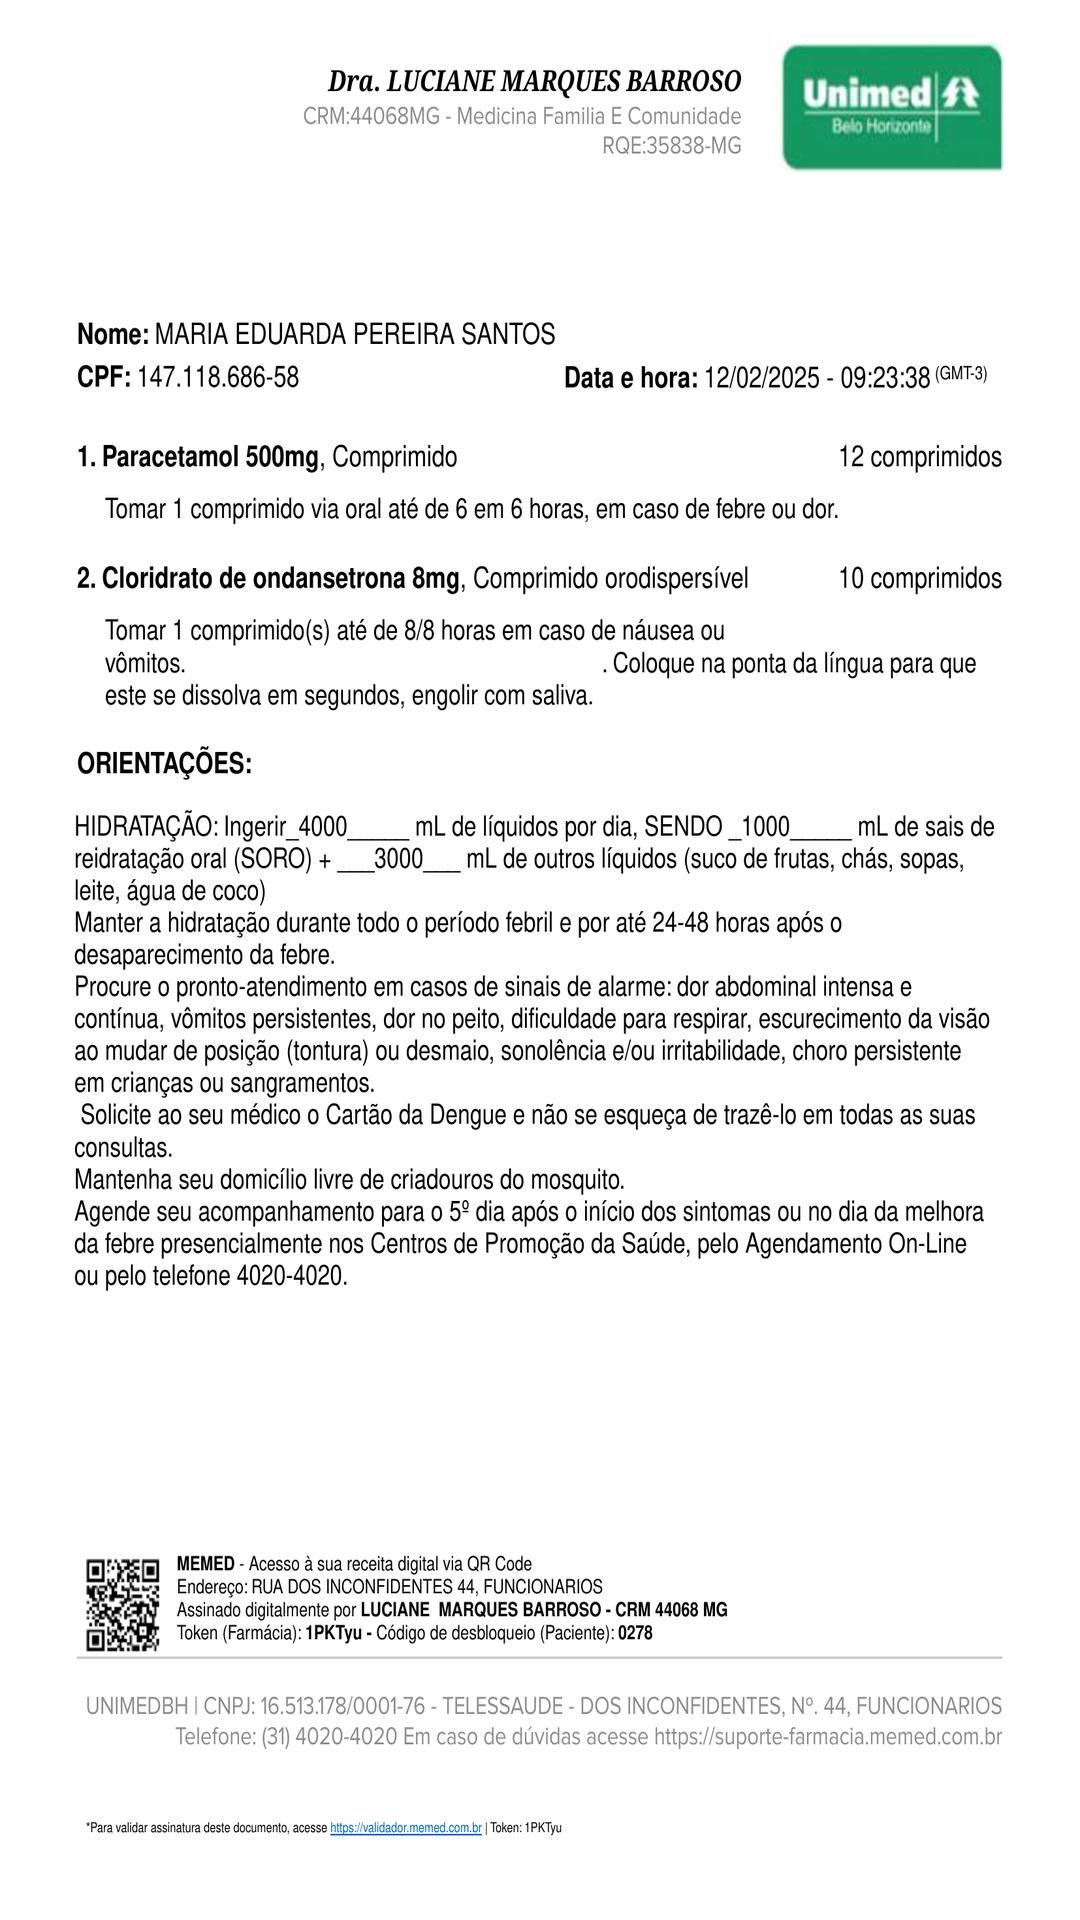 Dra. LUCIANE MARQUES BARROSO
CRM:44068MG - Medicina Familia E Comunidade
RQE:35838-MG
Unimed
Belo Horizonte
Nome: MARIA EDUARDA PEREIRA SANTOS
CPF: 147.118.686-58 Data e hora: 12/02/2025 - 09:23:38 (GMT-3)
1. Paracetamol 500mg, Comprimido 12 comprimidos
Tomar 1 comprimido via oral até de 6 em 6 horas, em caso de febre ou dor.
2. Cloridrato de ondansetrona 8mg, Comprimido orodispersível 10 comprimidos
Tomar 1 comprimido(s) até de 8/8 horas em caso de náusea ou
vômitos. . Coloque na ponta da língua para que
este se dissolva em segundos, engolir com saliva.
ORIENTAÇÕES:
HIDRATAÇÃO: Ingerir_4000_____ mL de líquidos por dia, SENDO _1000_____ mL de sais de
reidratação oral (SORO) + ___3000___ mL de outros líquidos (suco de frutas, chás, sopas,
leite, água de coco)
Manter a hidratação durante todo o período febril e por até 24-48 horas após o
desaparecimento da febre.
Procure o pronto-atendimento em casos de sinais de alarme: dor abdominal intensa e
contínua, vômitos persistentes, dor no peito, dificuldade para respirar, escurecimento da visão
ao mudar de posição (tontura) ou desmaio, sonolência e/ou irritabilidade, choro persistente
em crianças ou sangramentos.
Solicite ao seu médico o Cartão da Dengue e não se esqueça de trazê-lo em todas as suas
consultas.
Mantenha seu domicílio livre de criadouros do mosquito.
Agende seu acompanhamento para o 5º dia após o início dos sintomas ou no dia da melhora
da febre presencialmente nos Centros de Promoção da Saúde, pelo Agendamento On-Line
ou pelo telefone 4020-4020.
MEMED - Acesso à sua receita digital via QR Code
Endereço: RUA DOS INCONFIDENTES 44, FUNCIONARIOS
Assinado digitalmente por LUCIANE MARQUES BARROSO - CRM 44068 MG
Token (Farmácia): 1PKTyu - Código de desbloqueio (Paciente): 0278
UNIMEDBH | CNPJ: 16.513.178/0001-76 - TELESSAUDE - DOS INCONFIDENTES, Nº. 44, FUNCIONARIOS
Telefone: (31) 4020-4020 Em caso de dúvidas acesse https://suporte-farmacia.memed.com.br
*Para validar assinatura deste documento, acesse https://validador.memed.com.br | Token: 1PKTyu